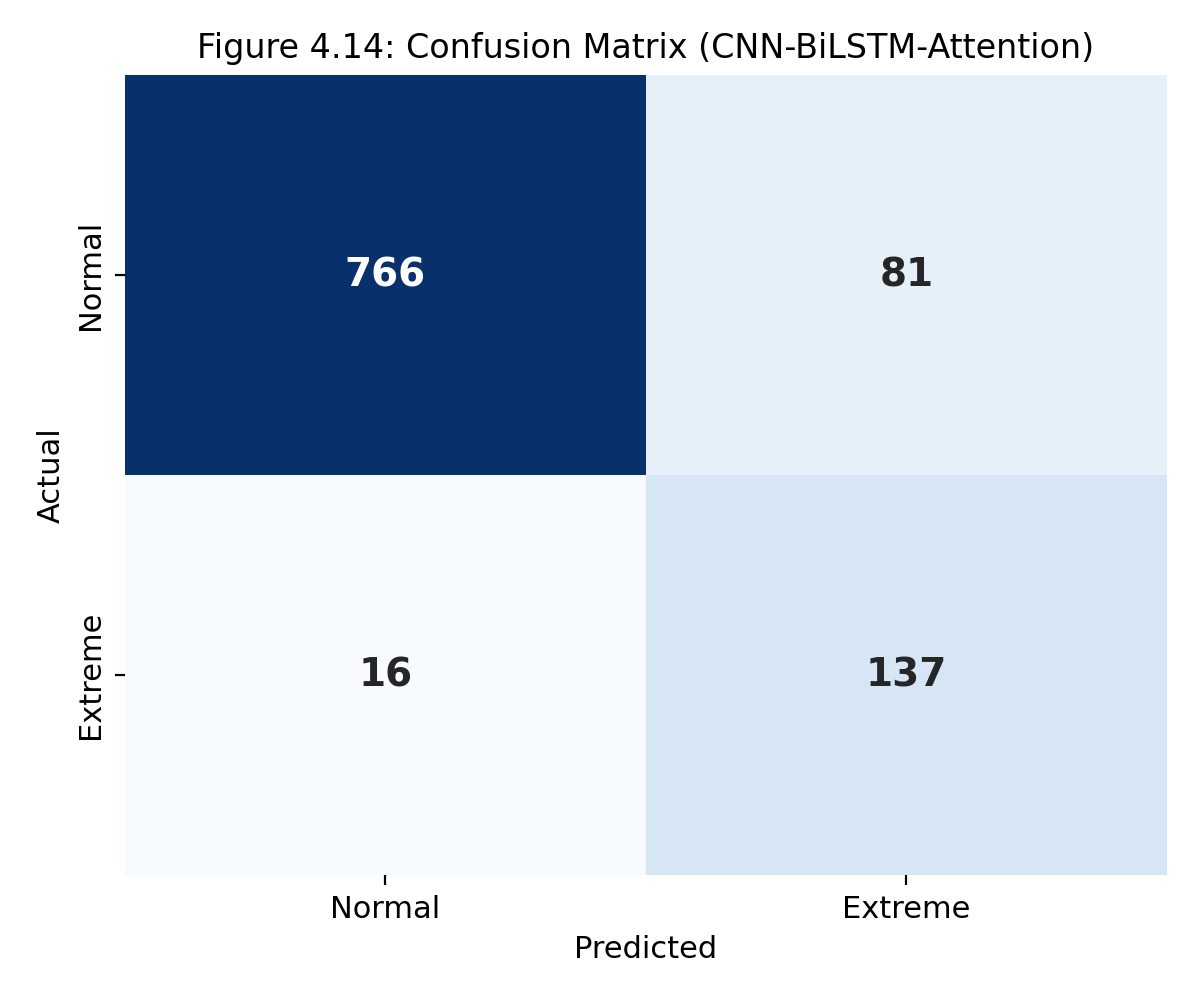 Figure 4.14: Confusion Matrix (CNN-BiLSTM-Attention)
Normal
766
81
Actual
Extreme
16
137
Normal
Extreme
Predicted